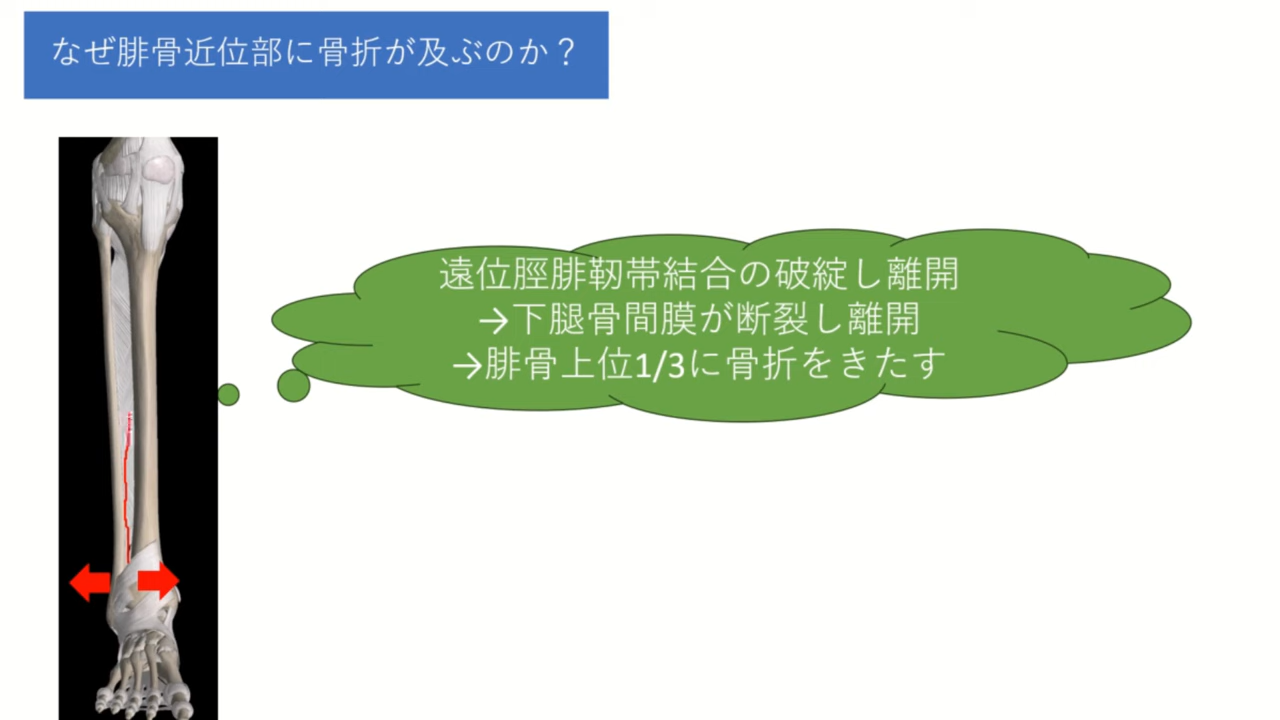 なぜ腓骨近位部に骨折が及ぶのか？
遠位脛腓靭帯結合の破綻し離開
→下腿骨間膜が断裂し離開
→腓骨上位1/3に骨折をきたす